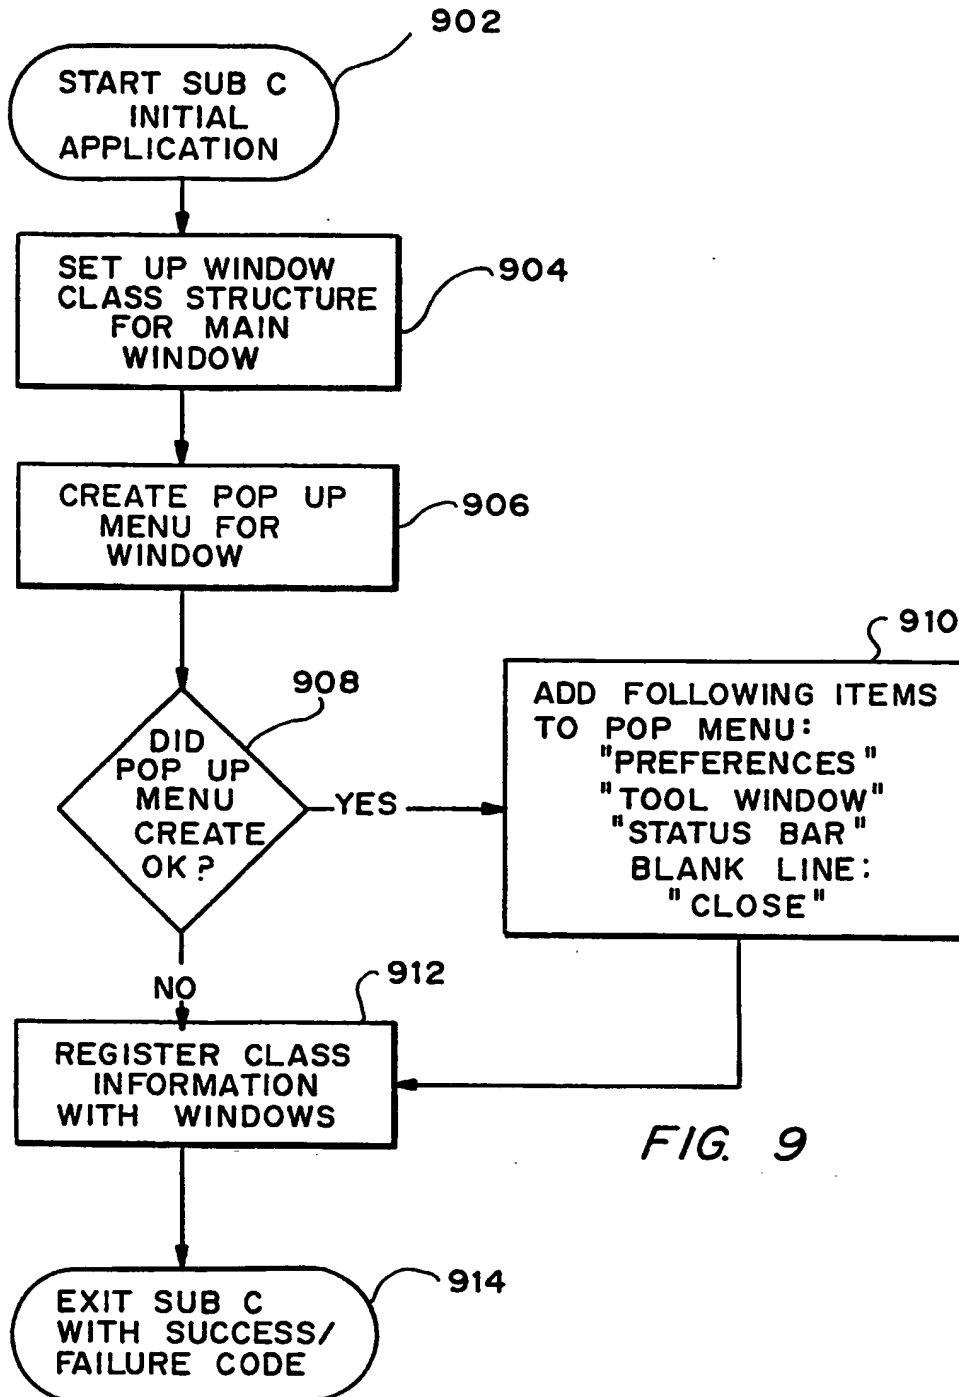 902
START SUB C
INITIAL
APPLICATION
904
SET UP WINDOW
CLASS STRUCTURE
FOR MAIN
WINDOW
906
CREATE POP UP
MENU FOR
WINDOW
908
DID
POP UP
MENU
CREATE
OK?
YES
910
ADD FOLLOWING ITEMS
TO POP MENU:
"PREFERENCES"
"TOOL WINDOW"
"STATUS BAR"
BLANK LINE:
"CLOSE"
NO
912
REGISTER CLASS
INFORMATION
WITH WINDOWS
FIG. 9
914
EXIT SUB C
WITH SUCCESS/
FAILURE CODE